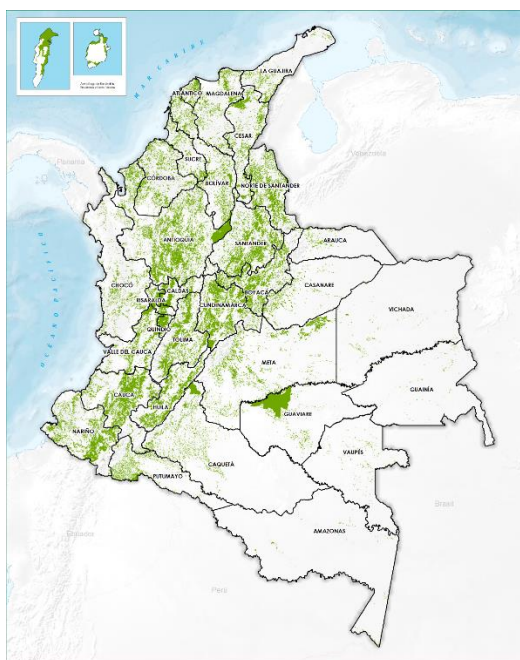 MAR CARIBE
LA GUAJIRA
ATLÁNTICO
MAGDALENA
CESAR
Panamá
Venezuela
SUCRE
CÓRDOBA
BOLÍVAR
NORTE DE SANTANDER
ANTIOQUIA
SANTANDER
ARAUCA
OCÉANO PACÍFICO
CHOCÓ
CALDAS
BOYACÁ
CASANARE
RISARALDA
CUNDINAMARCA
VICHADA
QUINDÍO
TOLIMA
VALLE DEL CAUCA
META
GUAINÍA
CAUCA
HUILA
GUAVIARE
NARIÑO
VAUPÉS
CAQUETÁ
PUTUMAYO
Brasil
Ecuador
AMAZONAS
Perú